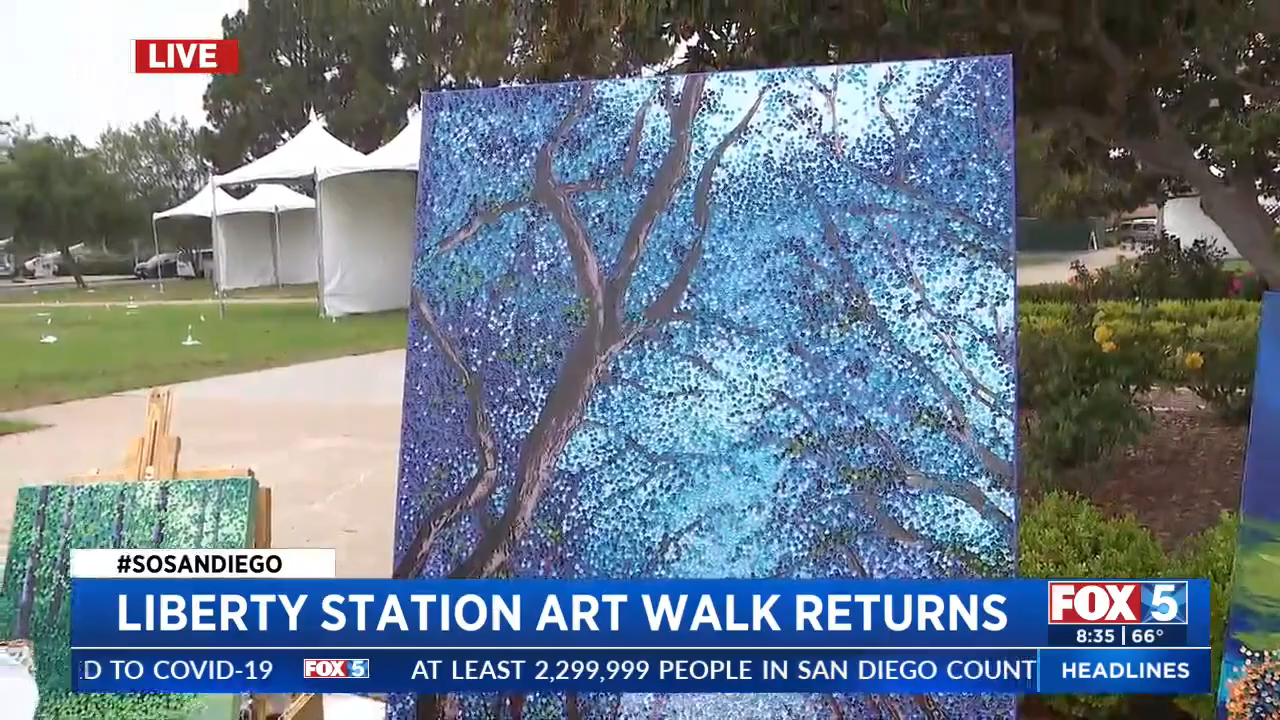 LIVE
#SOSANDIEGO
LIBERTY STATION ART WALK RETURNS
FOX 5
8:35 | 66°
D TO COVID-19 FOX 5 AT LEAST 2,299,999 PEOPLE IN SAN DIEGO COUNT
HEADLINES